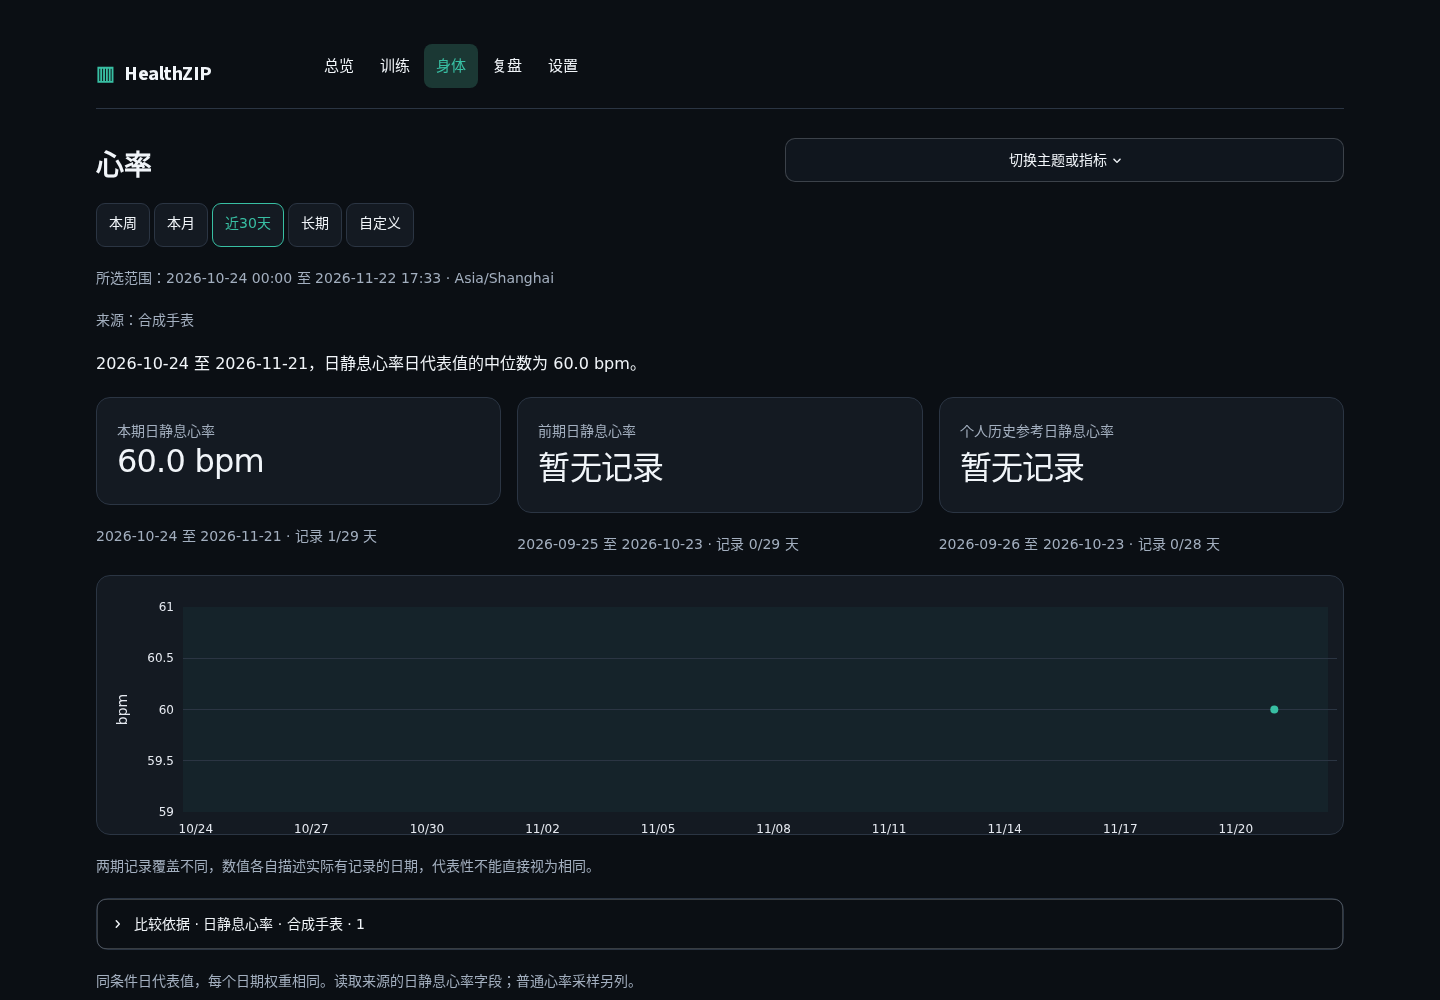 HealthZIP
总览 训练 身体 复盘 设置
心率
切换主题或指标
本周 本月 近30天 长期 自定义
所选范围：2026-10-24 00:00 至 2026-11-22 17:33 · Asia/Shanghai
来源：合成手表
2026-10-24 至 2026-11-21，日静息心率日代表值的中位数为 60.0 bpm。
本期日静息心率
60.0 bpm
2026-10-24 至 2026-11-21 · 记录 1/29 天
前期日静息心率
暂无记录
2026-09-25 至 2026-10-23 · 记录 0/29 天
个人历史参考日静息心率
暂无记录
2026-09-26 至 2026-10-23 · 记录 0/28 天
61
60.5
60
59.5
59
bpm
10/24 10/27 10/30 11/02 11/05 11/08 11/11 11/14 11/17 11/20
两期记录覆盖不同，数值各自描述实际有记录的日期，代表性不能直接视为相同。
比较依据 · 日静息心率 · 合成手表 · 1
同条件日代表值，每个日期权重相同。读取来源的日静息心率字段；普通心率采样另列。